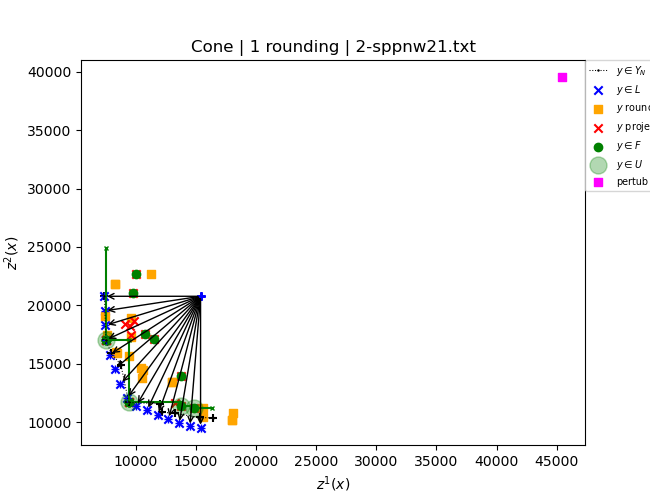 Cone | 1 rounding | 2-sppnw21.txt
40000
35000
30000
25000
20000
15000
10000
z²(x)
10000 15000 20000 25000 30000 35000 40000 45000
z¹(x)
y ∈ Y_N
y ∈ L
y roun
y proje
y ∈ F
y ∈ U
pertub